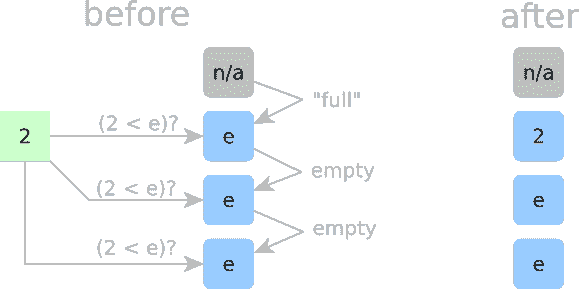 before
after
n/a
n/a
"full"
2
(2 < e)?
e
2
empty
(2 < e)?
e
e
empty
(2 < e)?
e
e